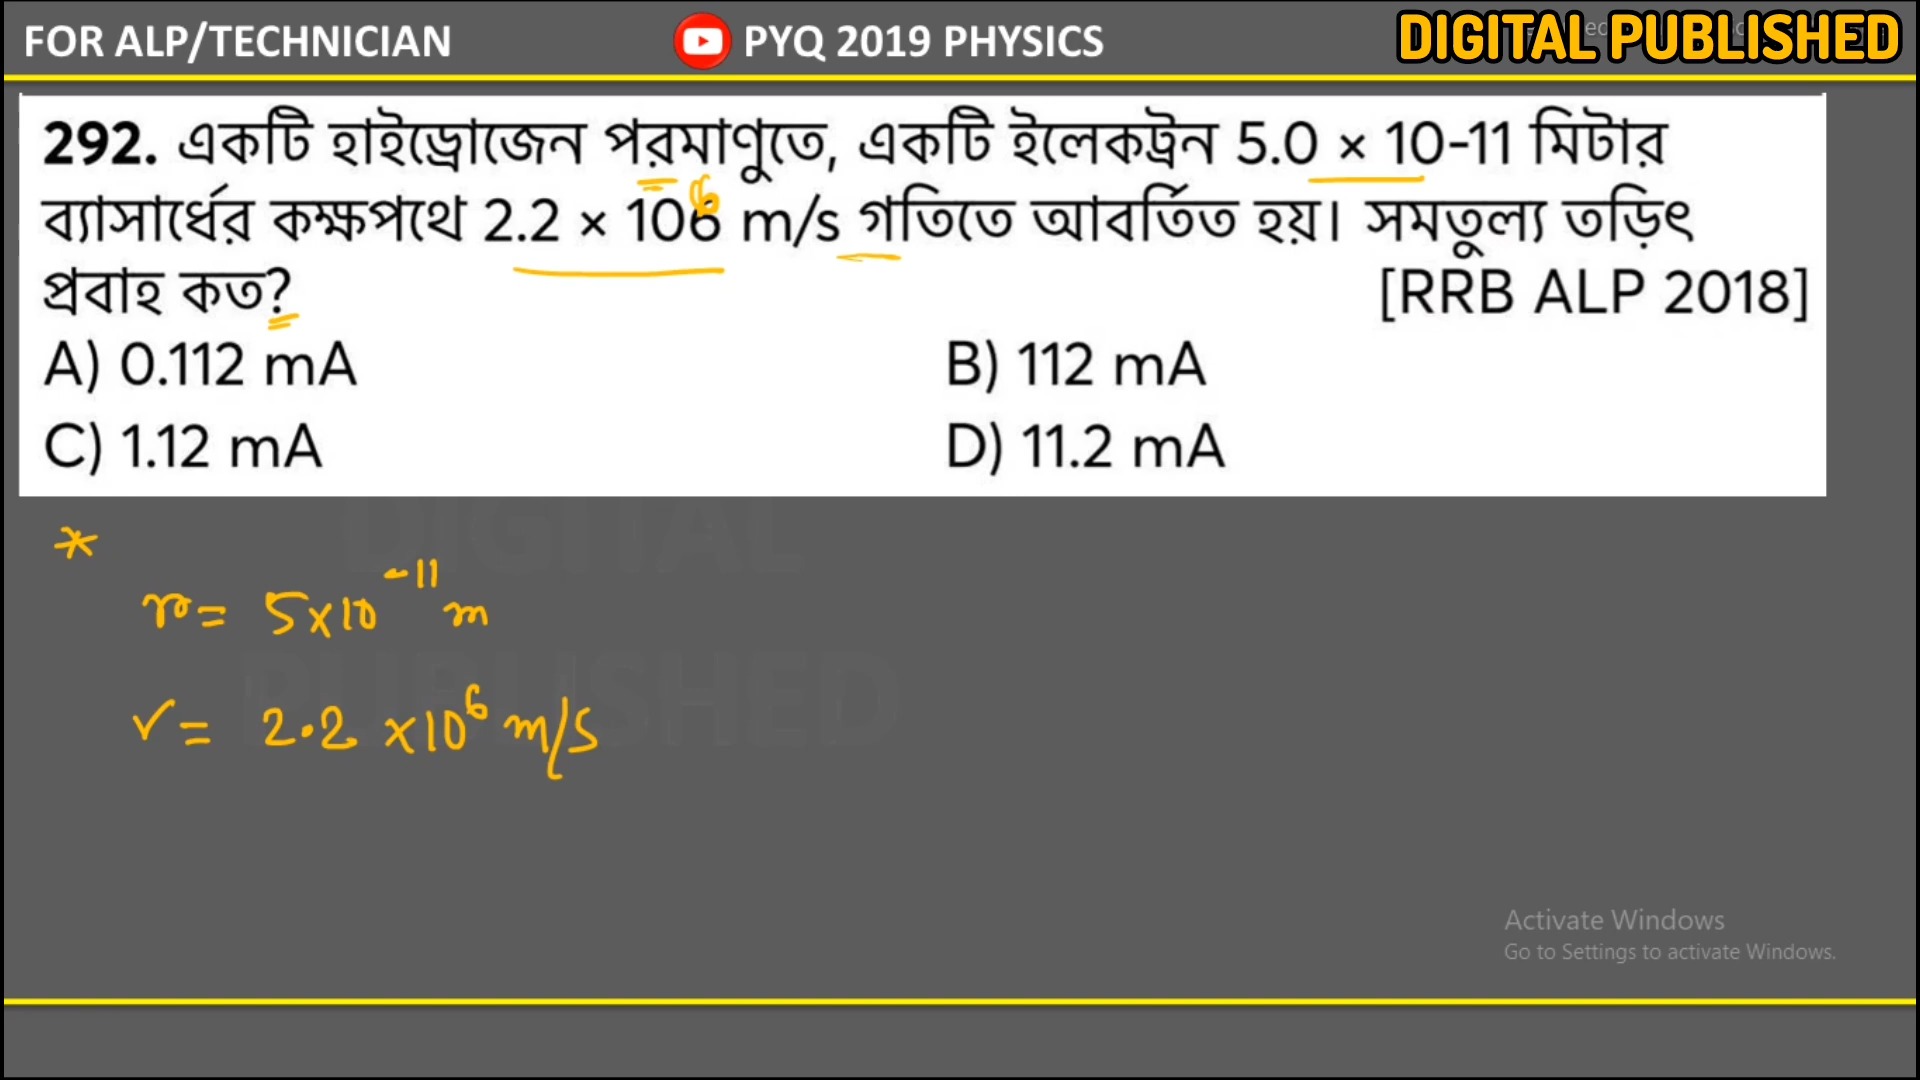 FOR ALP/TECHNICIAN
PYQ 2019 PHYSICS
DIGITAL PUBLISHED
292. একটি হাইড্রোজেন পরমাণুতে, একটি ইলেকট্রন 5.0 × 10-11 মিটার
ব্যাসার্ধের কক্ষপথে 2.2 × 106 m/s গতিতে আবর্তিত হয়। সমতুল্য তড়িৎ
প্রবাহ কত?
[RRB ALP 2018]
A) 0.112 mA
B) 112 mA
C) 1.12 mA
D) 11.2 mA
DIGITAL
PUBLISHED
*
r = 5×10⁻¹¹ m
v = 2.2 ×10⁶ m/s
Activate Windows
Go to Settings to activate Windows.